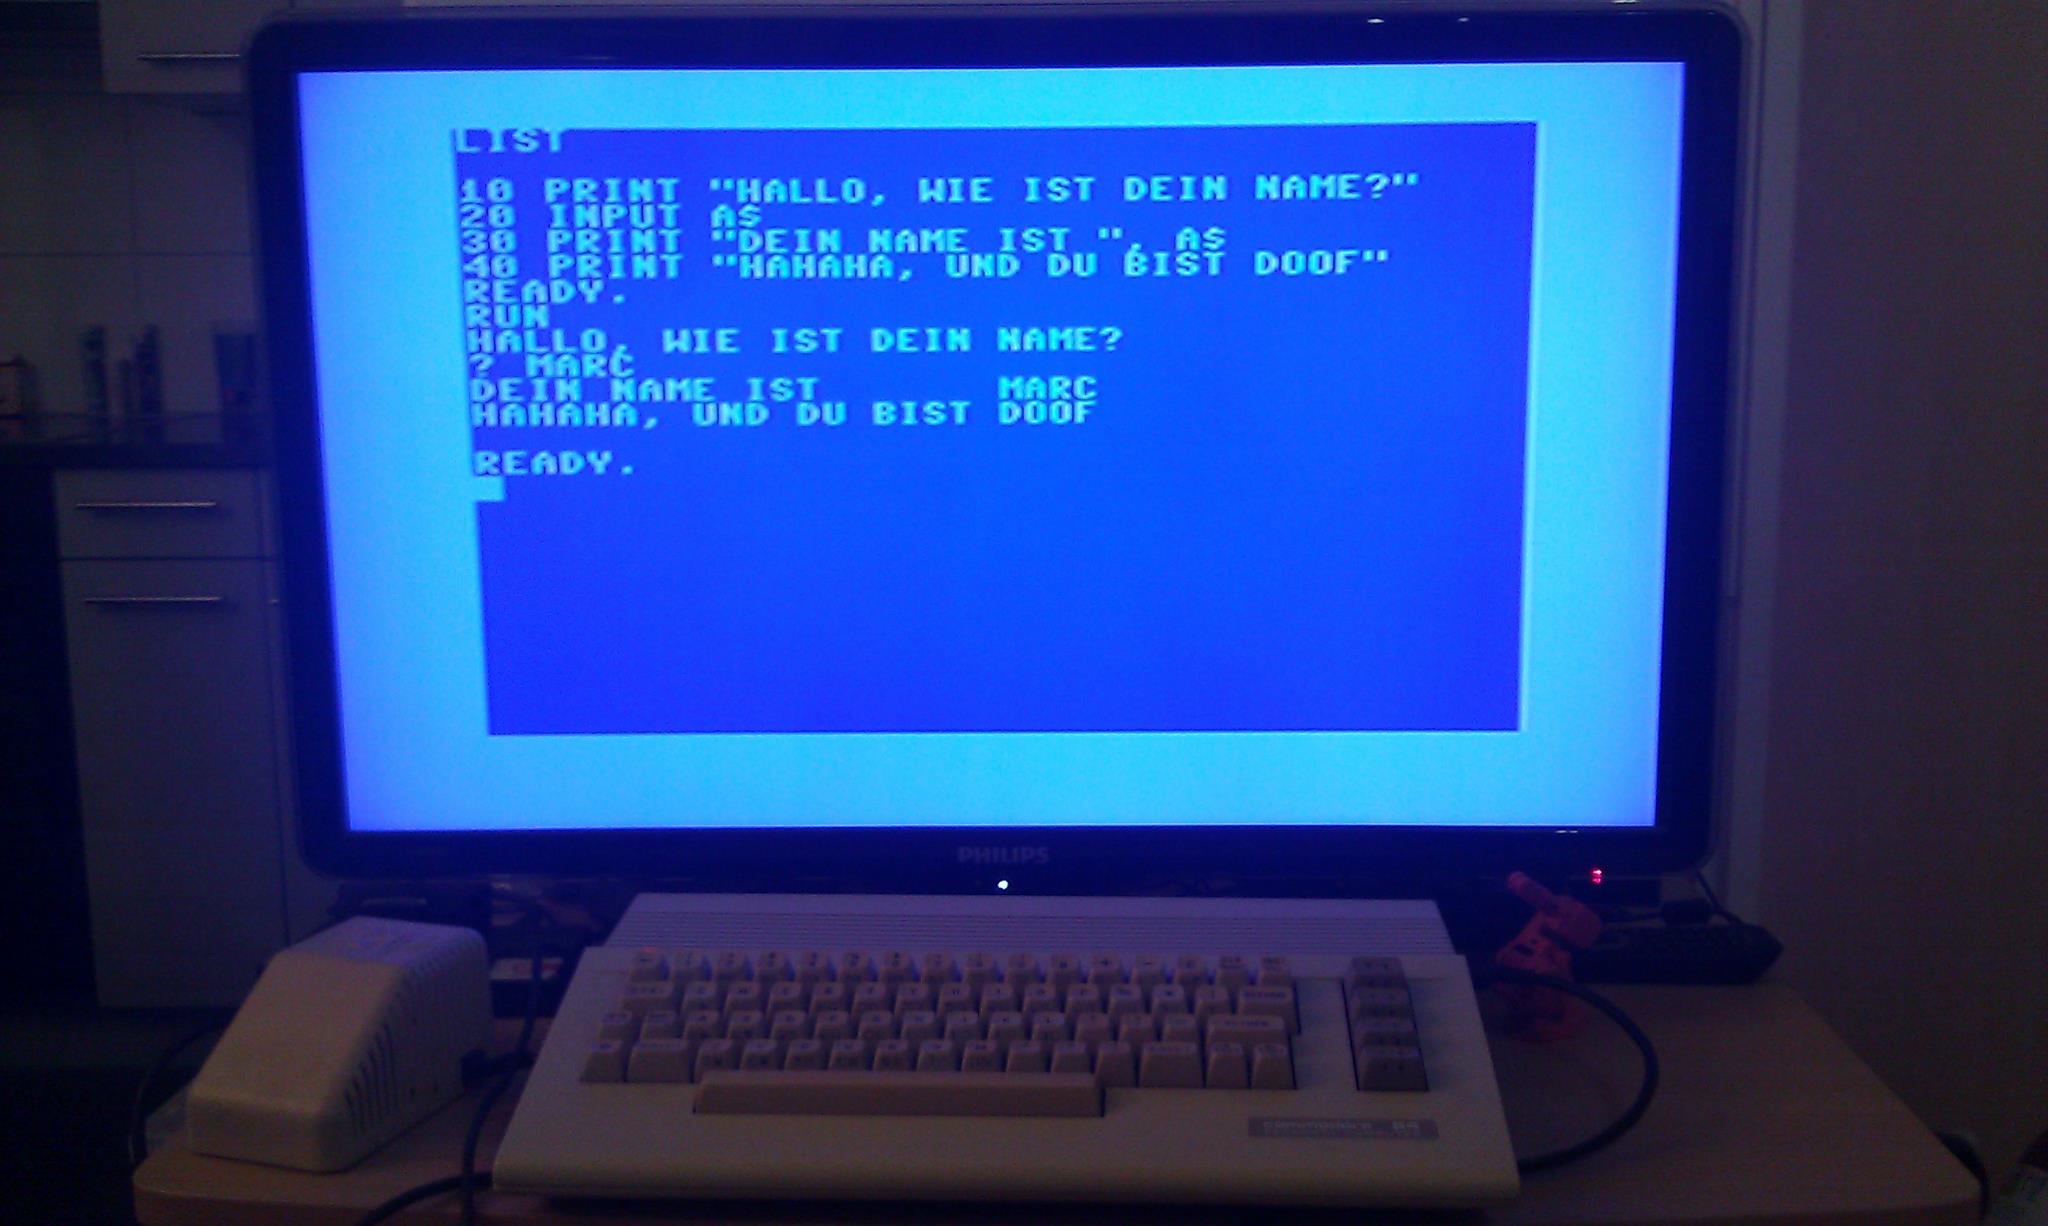 LIST
10 PRINT "HALLO, WIE IST DEIN NAME?"
20 INPUT A$
30 PRINT "DEIN NAME IST ", A$
40 PRINT "HAHAHA, UND DU BIST DOOF"
READY.
RUN
HALLO, WIE IST DEIN NAME?
? MARC
DEIN NAME IST MARC
HAHAHA, UND DU BIST DOOF
READY.
PHILIPS
commodore 64